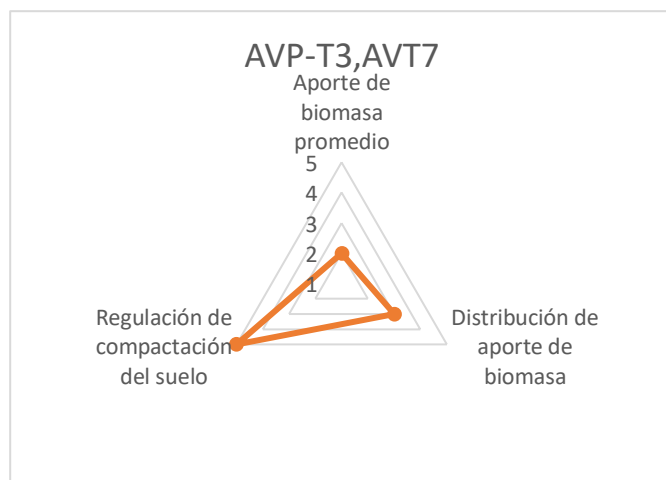 AVP-T3,AVT7
Aporte de
biomasa
promedio
5
4
3
2
1
Regulación de
compactación
del suelo
Distribución de
aporte de
biomasa